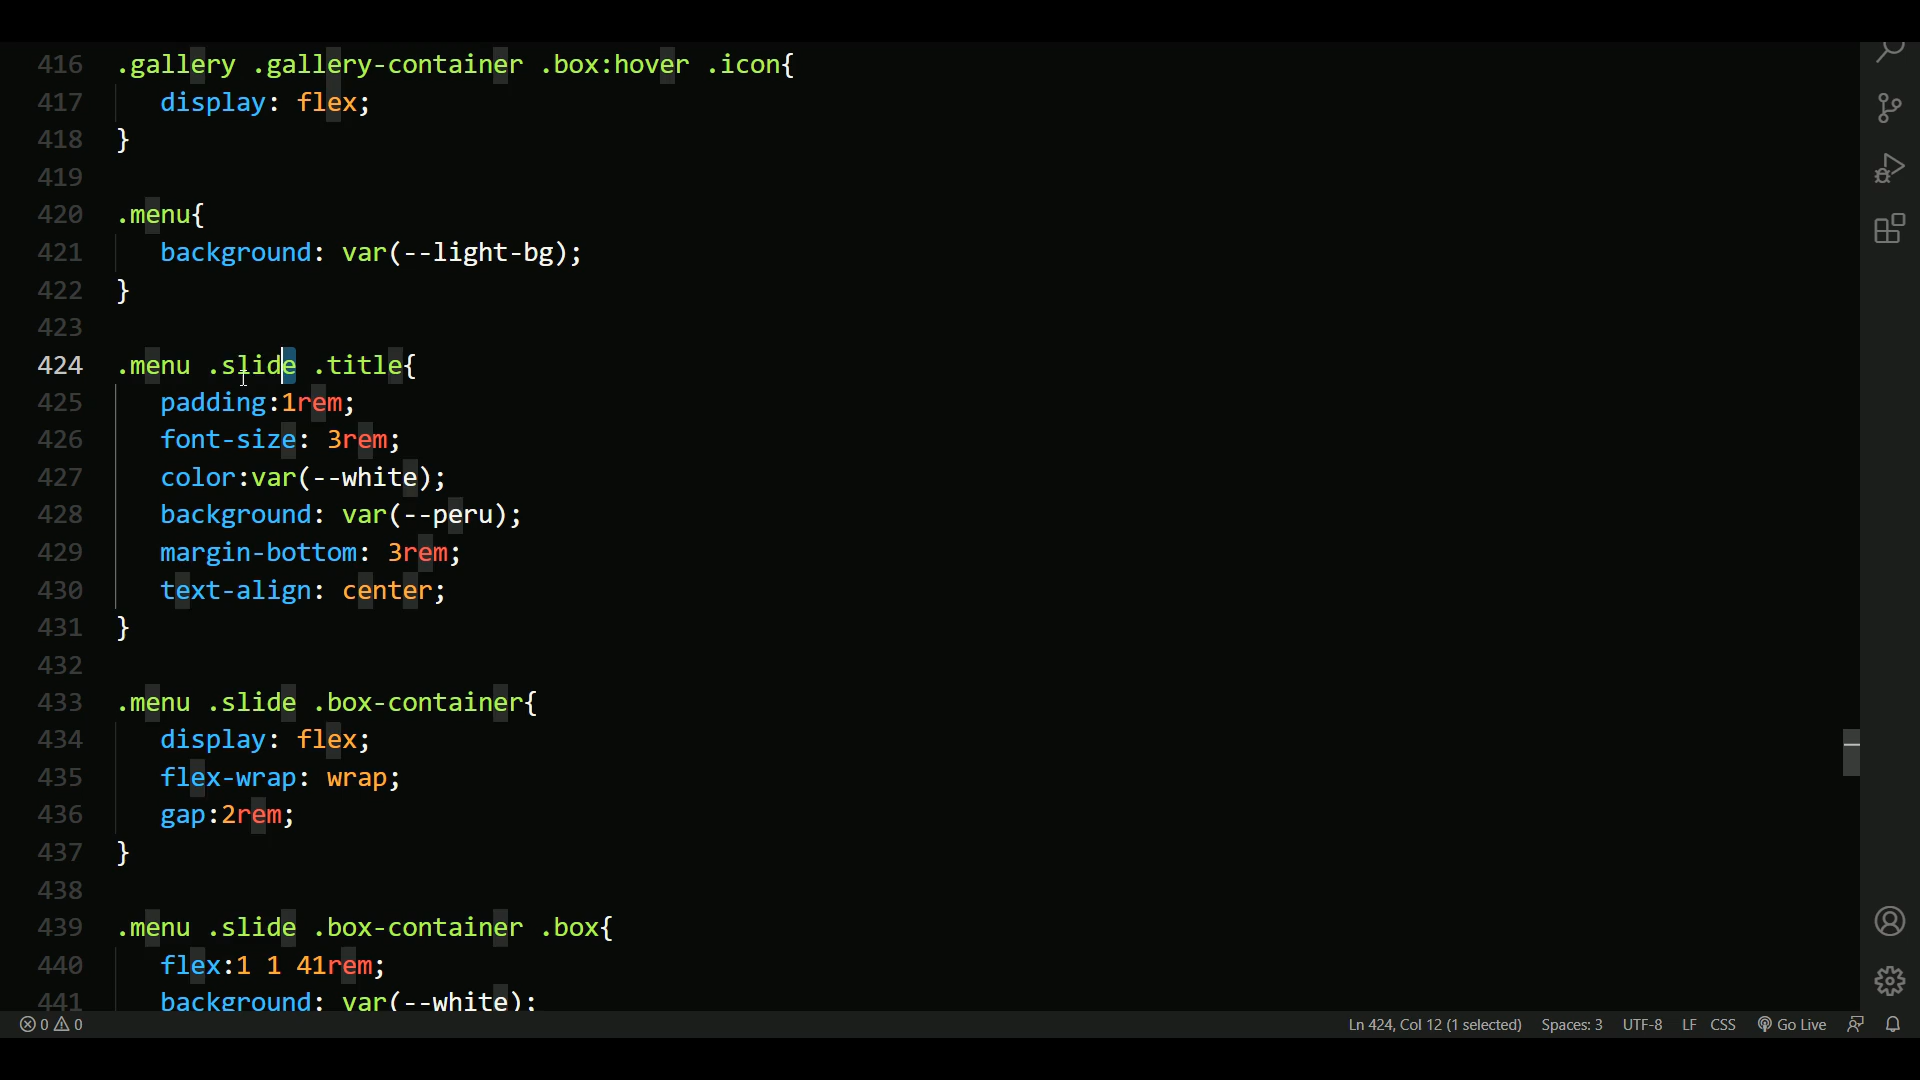 416 .gallery .gallery-container .box:hover .icon{
417 display: flex;
418 }
419
420 .menu{
421 background: var(--light-bg);
422 }
423
424 .menu .slide .title{
425 padding:1rem;
426 font-size: 3rem;
427 color:var(--white);
428 background: var(--peru);
429 margin-bottom: 3rem;
430 text-align: center;
431 }
432
433 .menu .slide .box-container{
434 display: flex;
435 flex-wrap: wrap;
436 gap:2rem;
437 }
438
439 .menu .slide .box-container .box{
440 flex:1 1 41rem;
441 background: var(--white);
0 0 Ln 424, Col 12 (1 selected) Spaces: 3 UTF-8 LF CSS Go Live